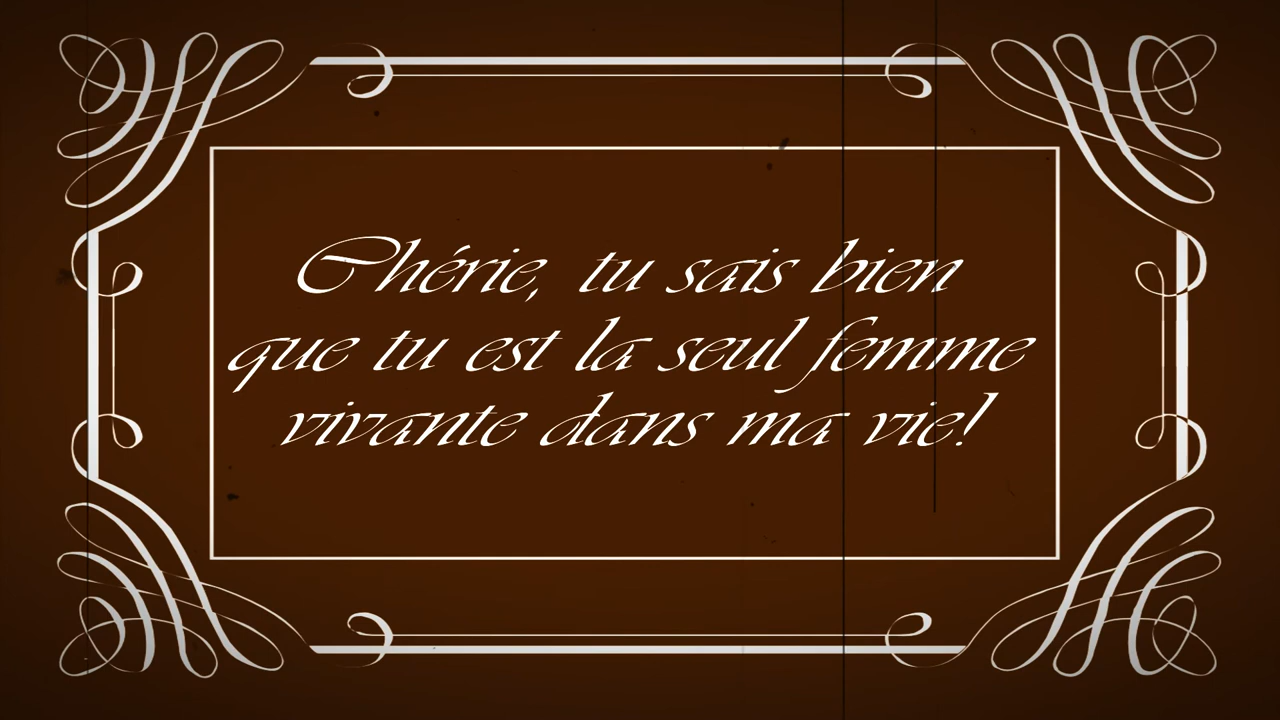 Chérie, tu sais bien
que tu est la seul femme
vivante dans ma vie!